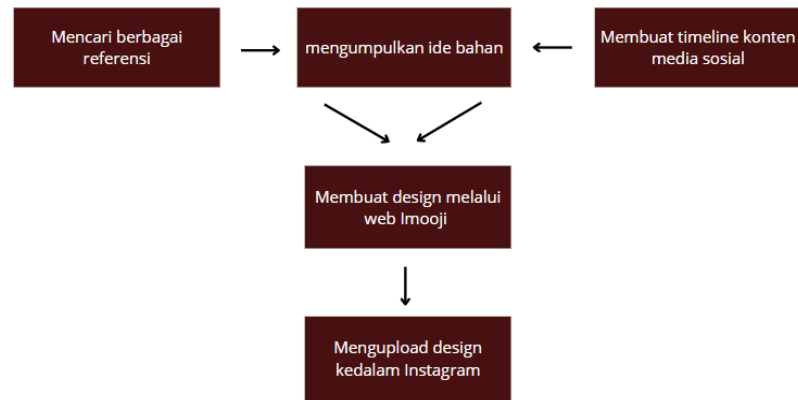 Mencari berbagai
referensi
mengumpulkan ide bahan
Membuat timeline konten
media sosial
Membuat design melalui
web Imooji
Mengupload design
kedalam Instagram